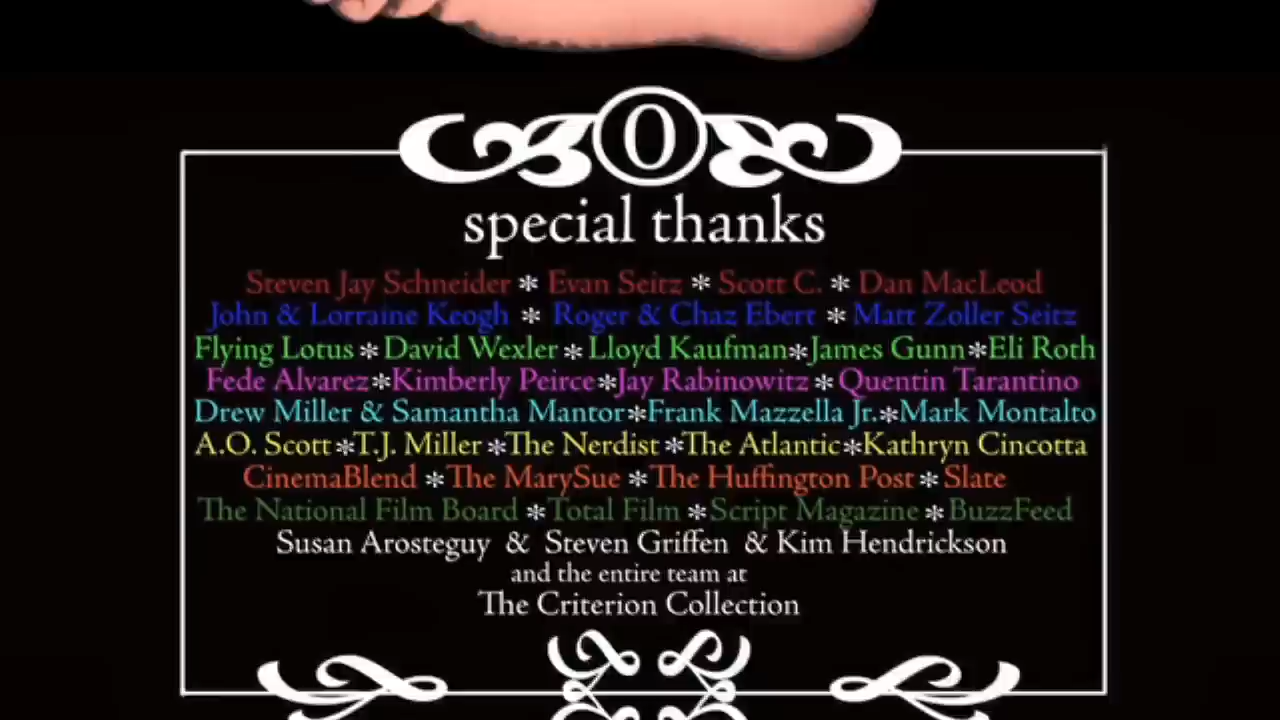 0
special thanks
Steven Jay Schneider * Evan Seitz * Scott C. * Dan MacLeod
John & Lorraine Keogh * Roger & Chaz Ebert * Matt Zoller Seitz
Flying Lotus * David Wexler * Lloyd Kaufman * James Gunn * Eli Roth
Fede Alvarez * Kimberly Peirce * Jay Rabinowitz * Quentin Tarantino
Drew Miller & Samantha Mantor * Frank Mazzella Jr. * Mark Montalto
A.O. Scott * T.J. Miller * The Nerdist * The Atlantic * Kathryn Cincotta
CinemaBlend * The MarySue * The Huffington Post * Slate
The National Film Board * Total Film * Script Magazine * BuzzFeed
Susan Arosteguy & Steven Griffen & Kim Hendrickson
and the entire team at
The Criterion Collection